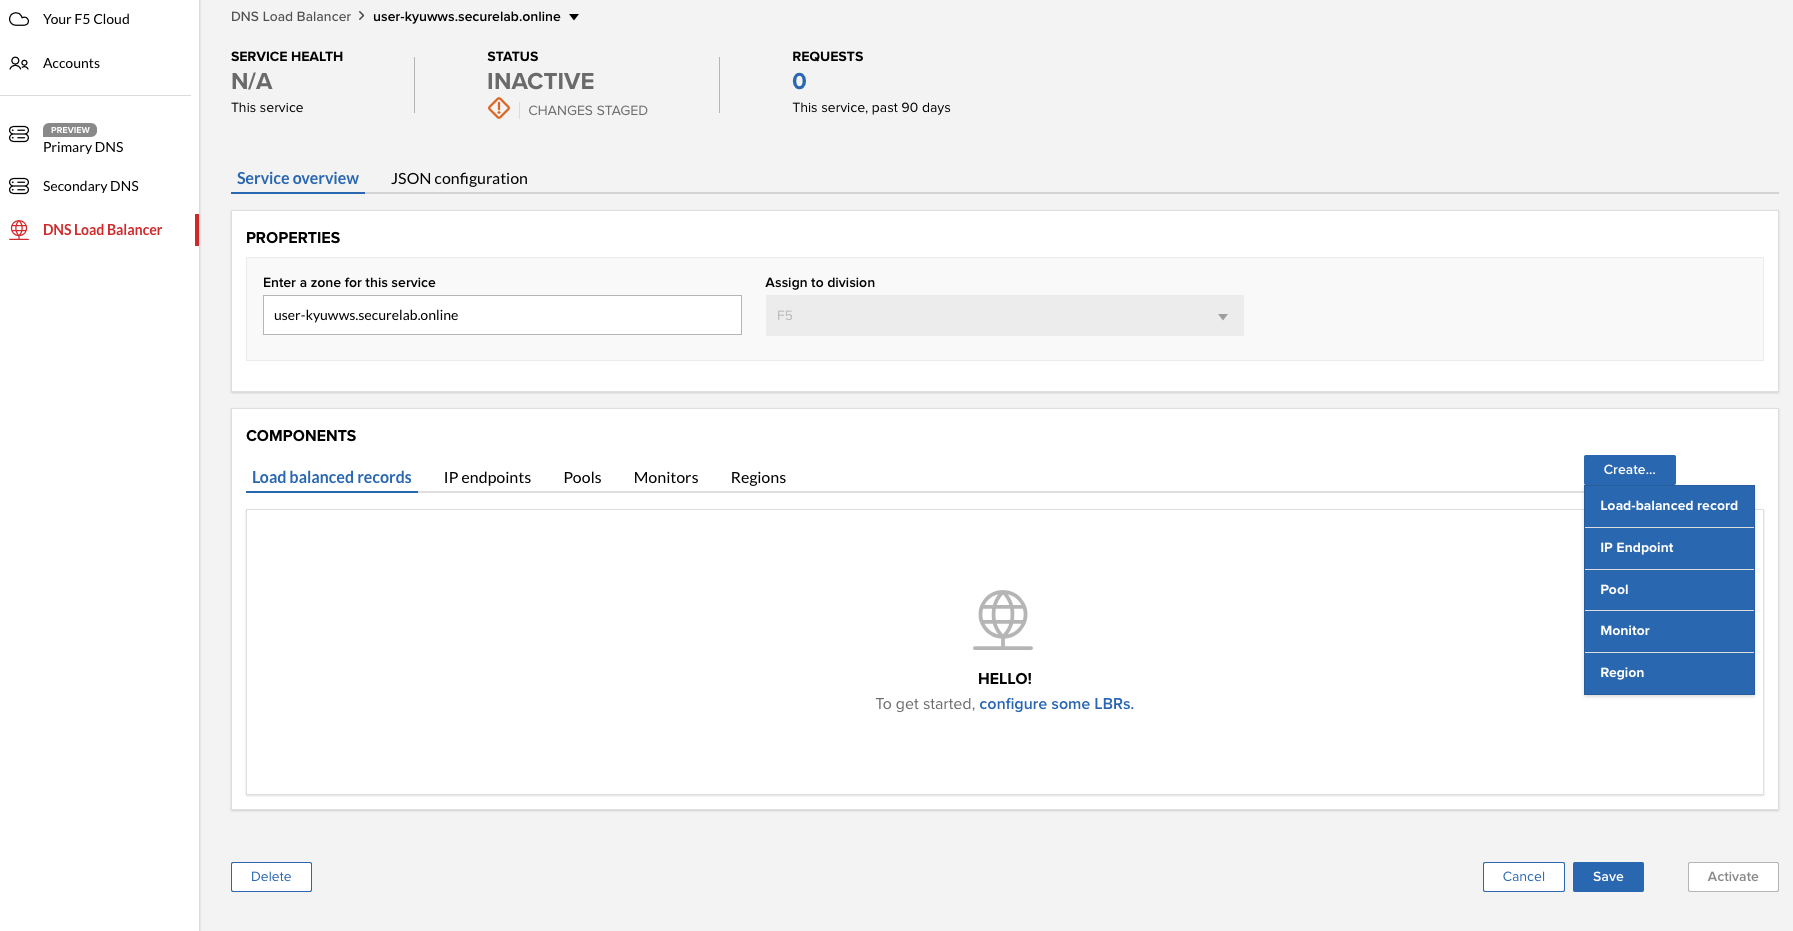 Your F5 Cloud
Accounts
PREVIEW
Primary DNS
Secondary DNS
DNS Load Balancer
DNS Load Balancer > user-kyuwws.securelab.online
SERVICE HEALTH
N/A
This service
STATUS
INACTIVE
CHANGES STAGED
REQUESTS
0
This service, past 90 days
Service overview JSON configuration
PROPERTIES
Enter a zone for this service
user-kyuwws.securelab.online
Assign to division
F5
COMPONENTS
Load balanced records IP endpoints Pools Monitors Regions
Create...
Load-balanced record
IP Endpoint
Pool
Monitor
Region
HELLO!
To get started, configure some LBRs.
Delete Cancel Save Activate